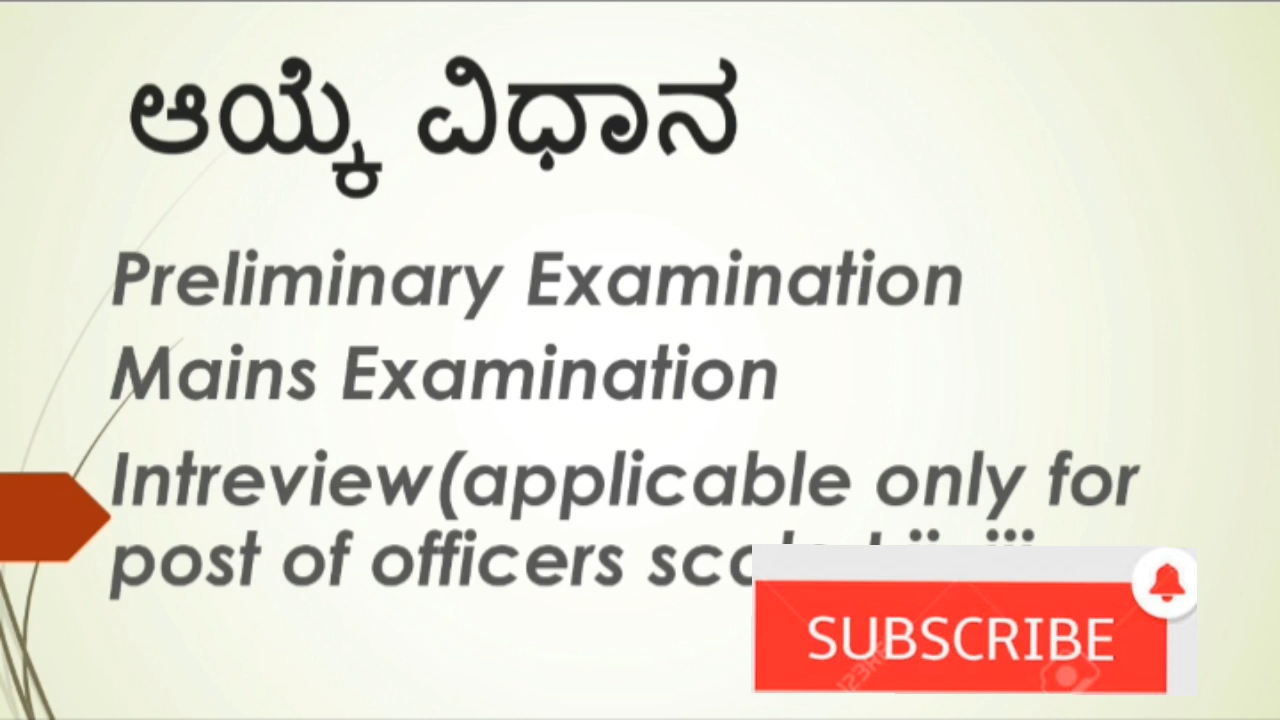 ಆಯ್ಕೆ ವಿಧಾನ
Preliminary Examination
Mains Examination
Intreview(applicable only for
post of officers
SUBSCRIBE